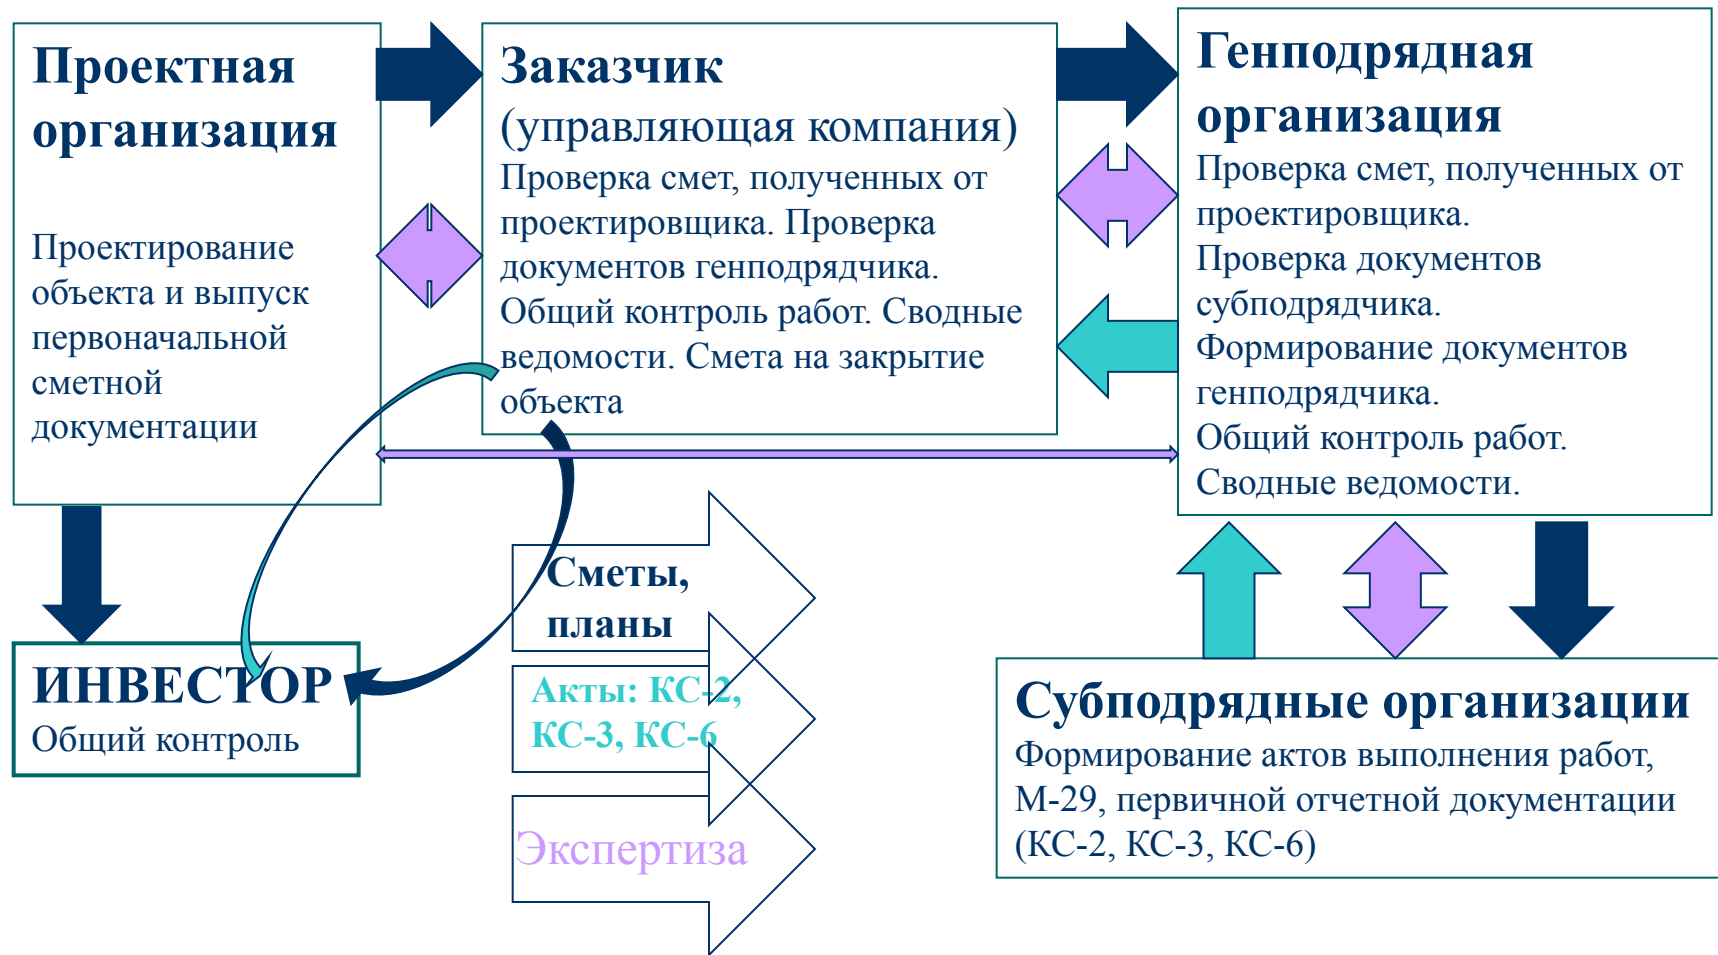 Проектная
организация
Проектирование
объекта и выпуск
первоначальной
сметной
документации
Заказчик
(управляющая компания)
Проверка смет, полученных от
проектировщика. Проверка
документов генподрядчика.
Общий контроль работ. Сводные
ведомости. Смета на закрытие
объекта
Генподрядная
организация
Проверка смет, полученных от
проектировщика.
Проверка документов
субподрядчика.
Формирование документов
генподрядчика.
Общий контроль работ.
Сводные ведомости.
ИНВЕСТОР
Общий контроль
Сметы,
планы
Акты: КС-2,
КС-3, КС-6
Экспертиза
Субподрядные организации
Формирование актов выполнения работ,
М-29, первичной отчетной документации
(КС-2, КС-3, КС-6)